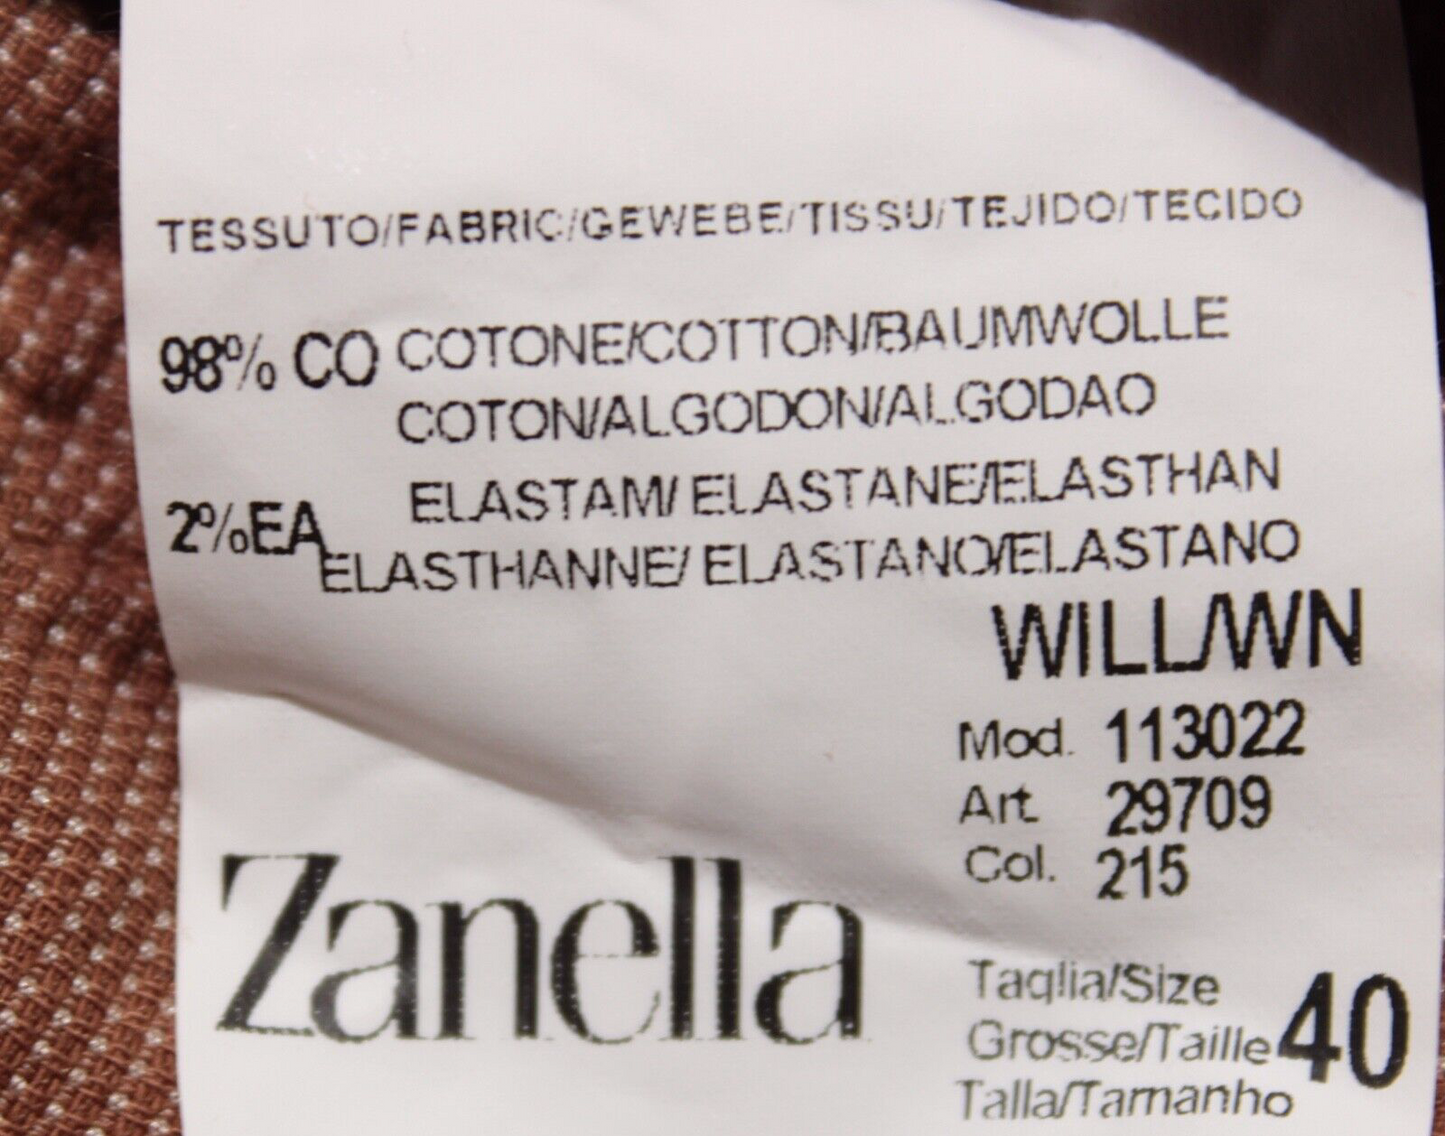 TESSUTO/FABRIC/GEWEBE/TISSU/TEJIDO/TECIDO
98% CO COTONE/COTTON/BAUMWOLLE
COTON/ALGODON/ALGODAO
2%EA ELASTAM/ ELASTANE/ELASTHAN
ELASTHANNE/ ELASTANO/ELASTANO
WILL/WN
Mod. 113022
Art. 29709
Col. 215
Zanella
Taglia/Size
Grosse/Taille 40
Talla/Tamanho